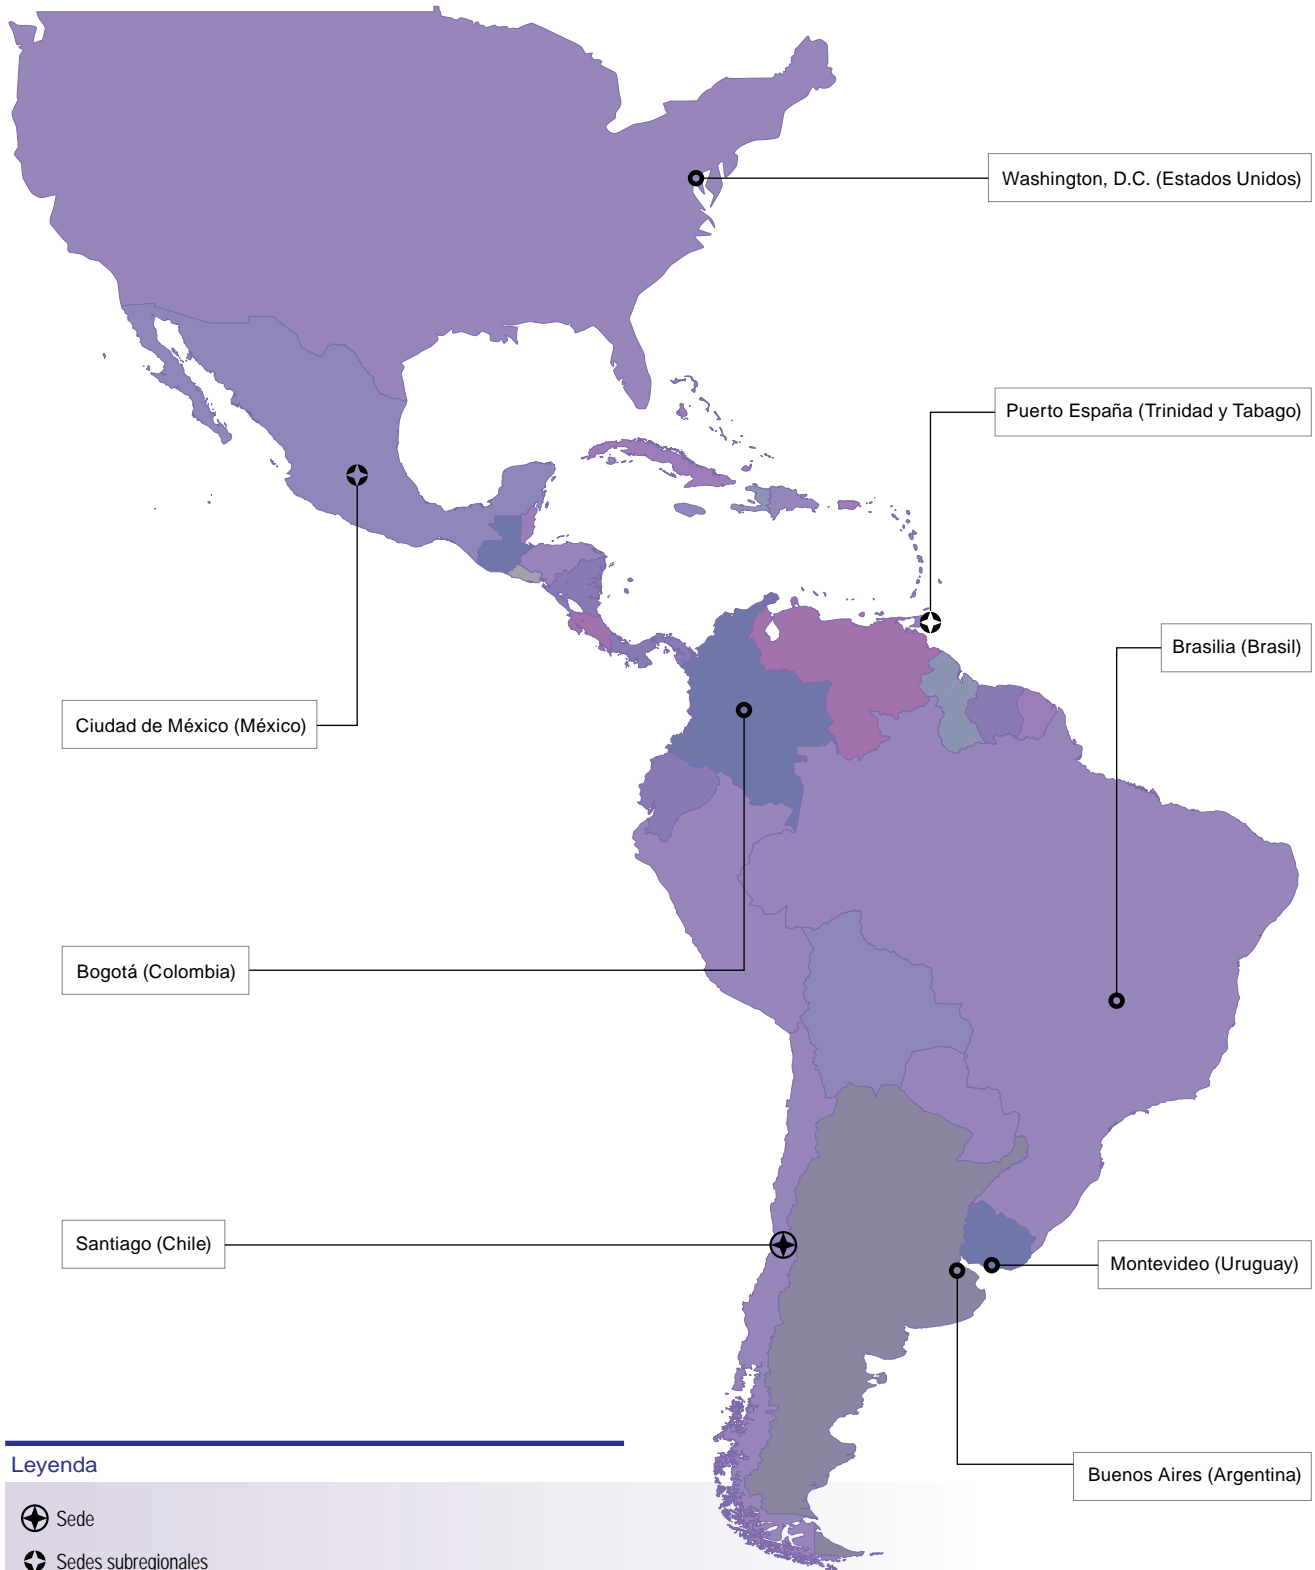 Washington, D.C. (Estados Unidos)
Puerto España (Trinidad y Tabago)
Brasilia (Brasil)
Ciudad de México (México)
Bogotá (Colombia)
Santiago (Chile)
Montevideo (Uruguay)
Buenos Aires (Argentina)
Leyenda
Sede
Sedes subregionales